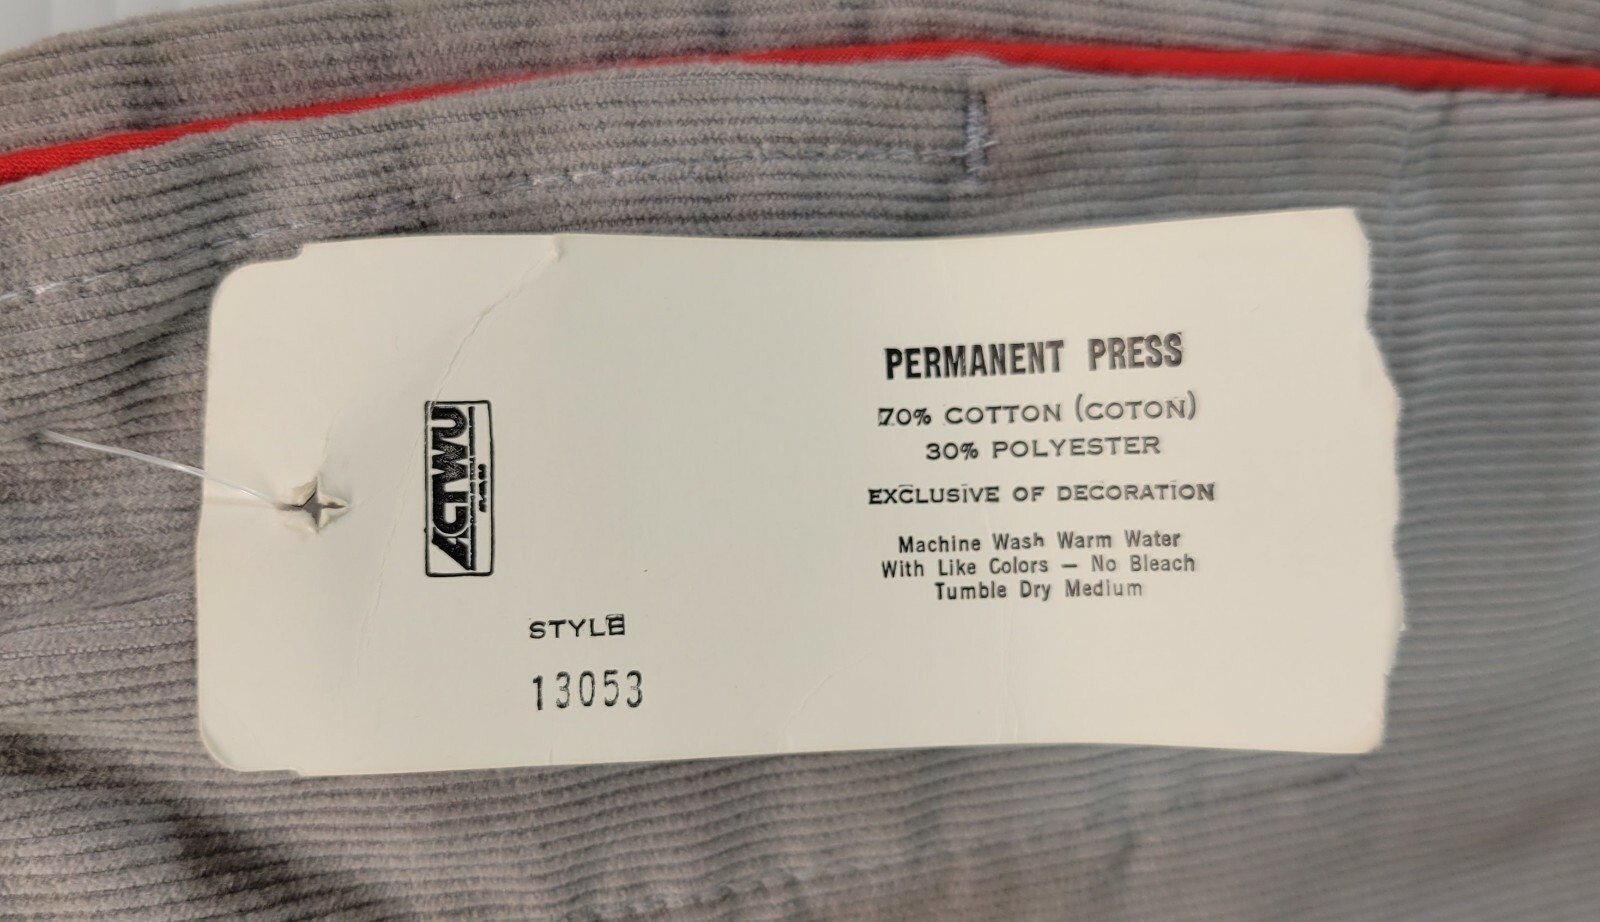 ACTWU
STYLE
13053
PERMANENT PRESS
70% COTTON (COTON)
30% POLYESTER
EXCLUSIVE OF DECORATION
Machine Wash Warm Water
With Like Colors — No Bleach
Tumble Dry Medium